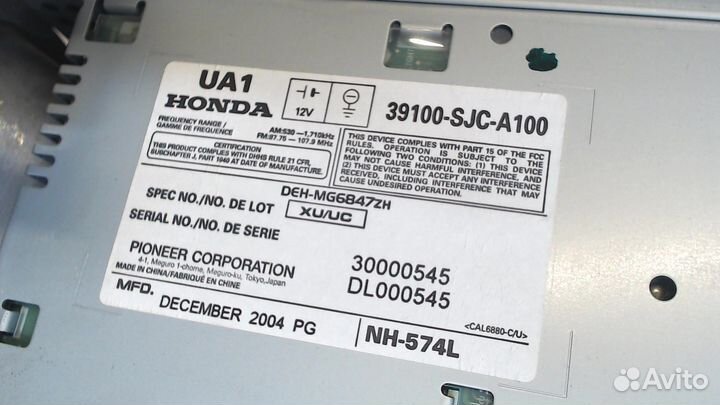 UA1
HONDA
12V
39100-SJC-A100
FREQUENCY RANGE / AM:530 – 1,710kHz
GAMME DE FREQUENCE FM:87.75 – 107.9 MHz
CERTIFICATION
THIS PRODUCT COMPLIES WITH DHHS RULE 21 CFR,
SUBCHAPTER J, PART 1040 AT DATE OF MANUFACTURE.
THIS DEVICE COMPLIES WITH PART 15 OF THE FCC
RULES. OPERATION IS SUBJECT TO THE
FOLLOWING TWO CONDITIONS: (1) THIS DEVICE
MAY NOT CAUSE HARMFUL INTERFERENCE, AND
(2) THIS DEVICE MUST ACCEPT ANY INTERFERENCE
RECEIVED, INCLUDING INTERFERENCE THAT MAY
CAUSE UNDESIRED OPERATION.
DEH-MG6847ZH
SPEC NO./NO. DE LOT XU/UC
SERIAL NO./NO. DE SERIE
PIONEER CORPORATION 30000545
4-1, Meguro 1-chome, Meguro-ku, Tokyo, Japan DL000545
MADE IN CHINA/FABRIQUÉ EN CHINE
MFD. DECEMBER 2004 PG
NH-574L
<CAL6880-C/U>
Avito